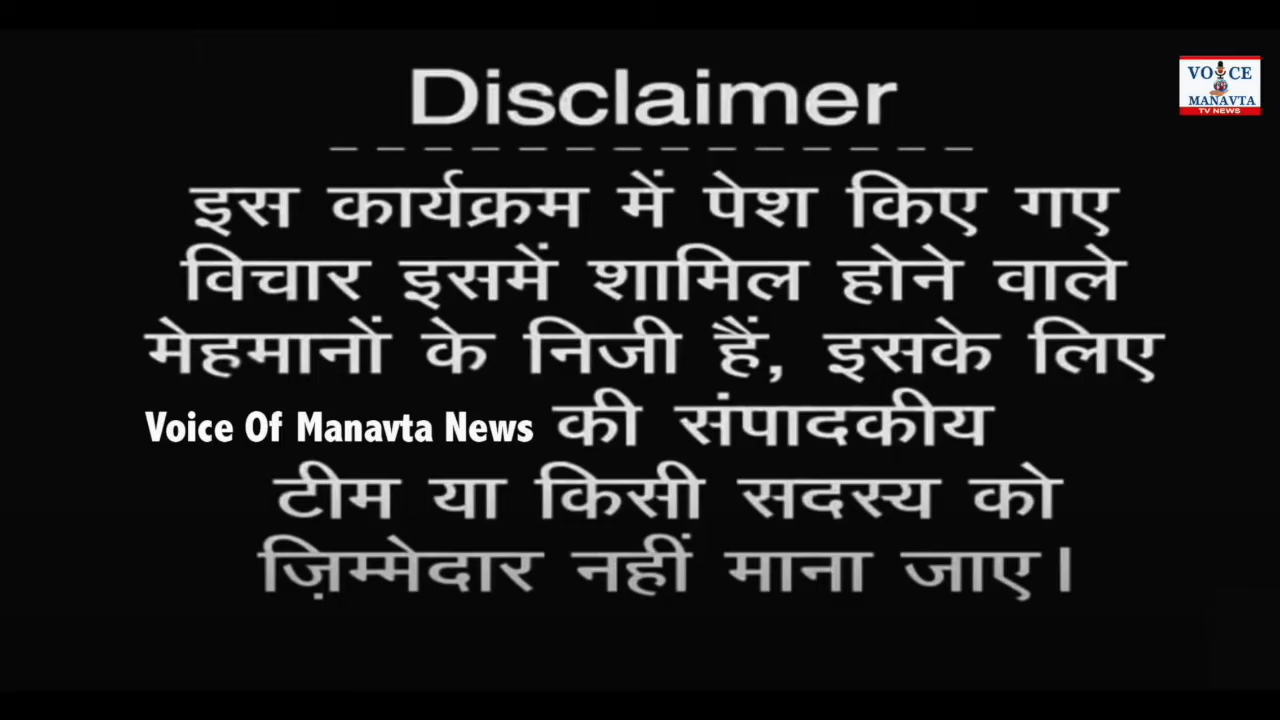 Disclaimer
VOICE
MANAVTA
TV NEWS
इस कार्यक्रम में पेश किए गए
विचार इसमें शामिल होने वाले
मेहमानों के निजी हैं, इसके लिए
Voice Of Manavta News की संपादकीय
टीम या किसी सदस्य को
ज़िम्मेदार नहीं माना जाए।